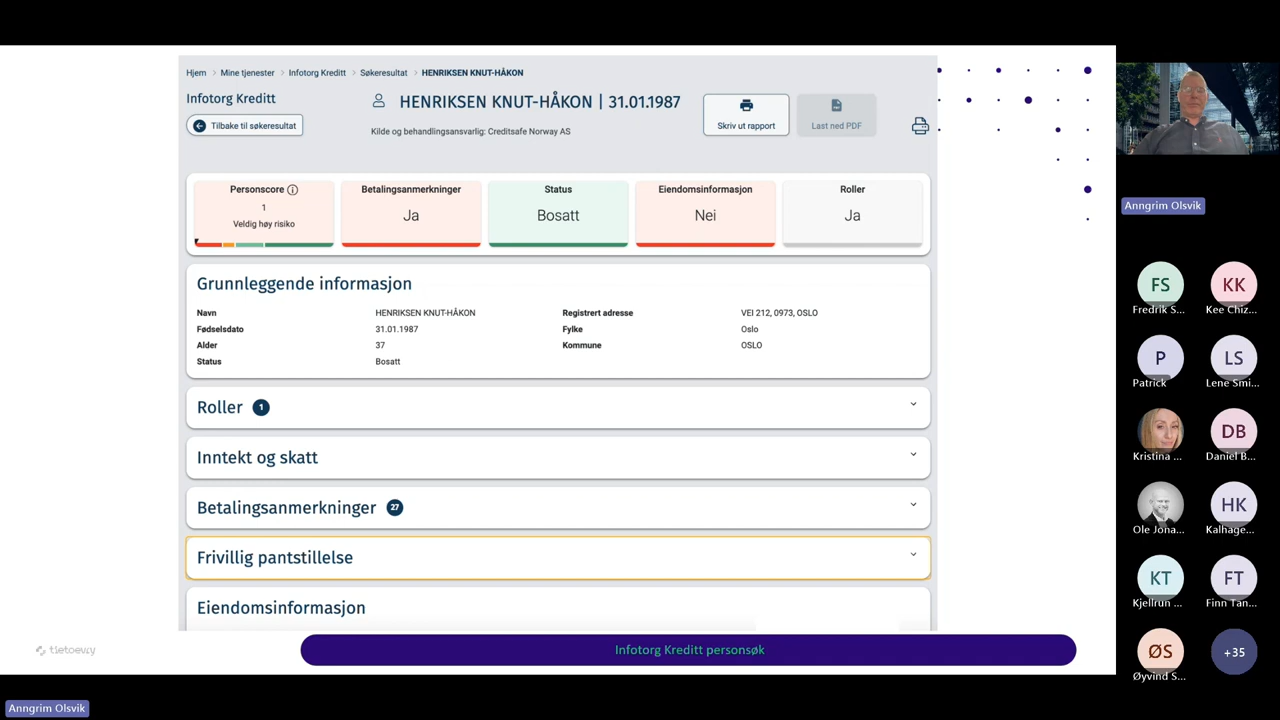 Hjem > Mine tjenester > Infotorg Kreditt > Søkeresultat > HENRIKSEN KNUT-HÅKON
Infotorg Kreditt
Tilbake til søkeresultat
HENRIKSEN KNUT-HÅKON | 31.01.1987
Kilde og behandlingsansvarlig: Creditsafe Norway AS
Skriv ut rapport
Last ned PDF
Personscore
1
Veldig høy risiko
Betalingsanmerkninger
Ja
Status
Bosatt
Eiendomsinformasjon
Nei
Roller
Ja
Grunnleggende informasjon
Navn HENRIKSEN KNUT-HÅKON Registrert adresse VEI 212, 0973, OSLO
Fødselsdato 31.01.1987 Fylke Oslo
Alder 37 Kommune OSLO
Status Bosatt
Roller 1
Inntekt og skatt
Betalingsanmerkninger 27
Frivillig pantstillelse
Eiendomsinformasjon
tietoevry
Infotorg Kreditt personsøk
Anngrim Olsvik
Anngrim Olsvik
FS KK
Fredrik S... Kee Chiz...
P LS
Patrick Lene Smi...
DB
Kristina ... Daniel B...
HK
Ole Jona... Kalhage...
KT FT
Kjellrun ... Finn Tan...
ØS +35
Øyvind S...